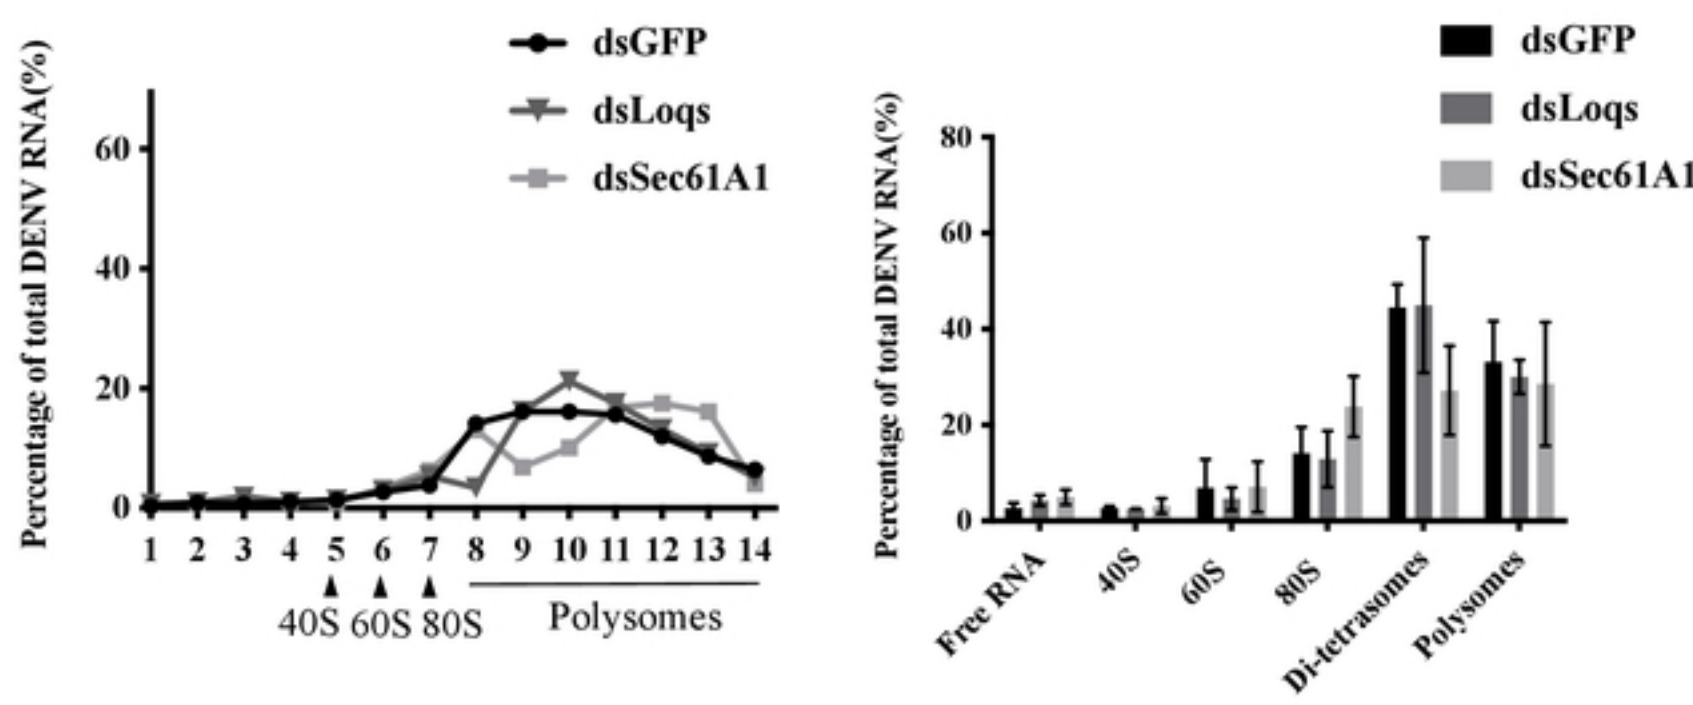 Percentage of total DENV RNA(%)
dsGFP
dsLoqs
dsSec61A1
60
40
20
0
1 2 3 4 5 6 7 8 9 10 11 12 13 14
40S 60S 80S Polysomes
Percentage of total DENV RNA(%)
dsGFP
dsLoqs
dsSec61A1
80
60
40
20
0
Free RNA
40S
60S
80S
Di-tetrasomes
Polysomes